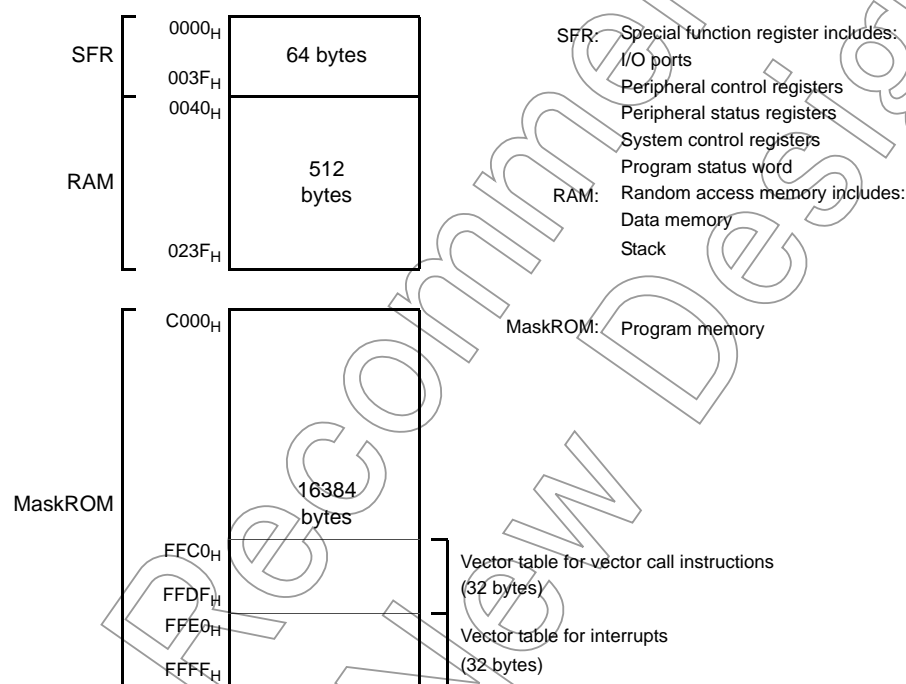 0000H
SFR
64 bytes
003FH
0040H
RAM
512
bytes
023FH
SFR: Special function register includes:
I/O ports
Peripheral control registers
Peripheral status registers
System control registers
Program status word
RAM: Random access memory includes:
Data memory
Stack
C000H
MaskROM: Program memory
MaskROM
16384
bytes
FFC0H
Vector table for vector call instructions
(32 bytes)
FFDFH
FFE0H
Vector table for interrupts
(32 bytes)
FFFFH